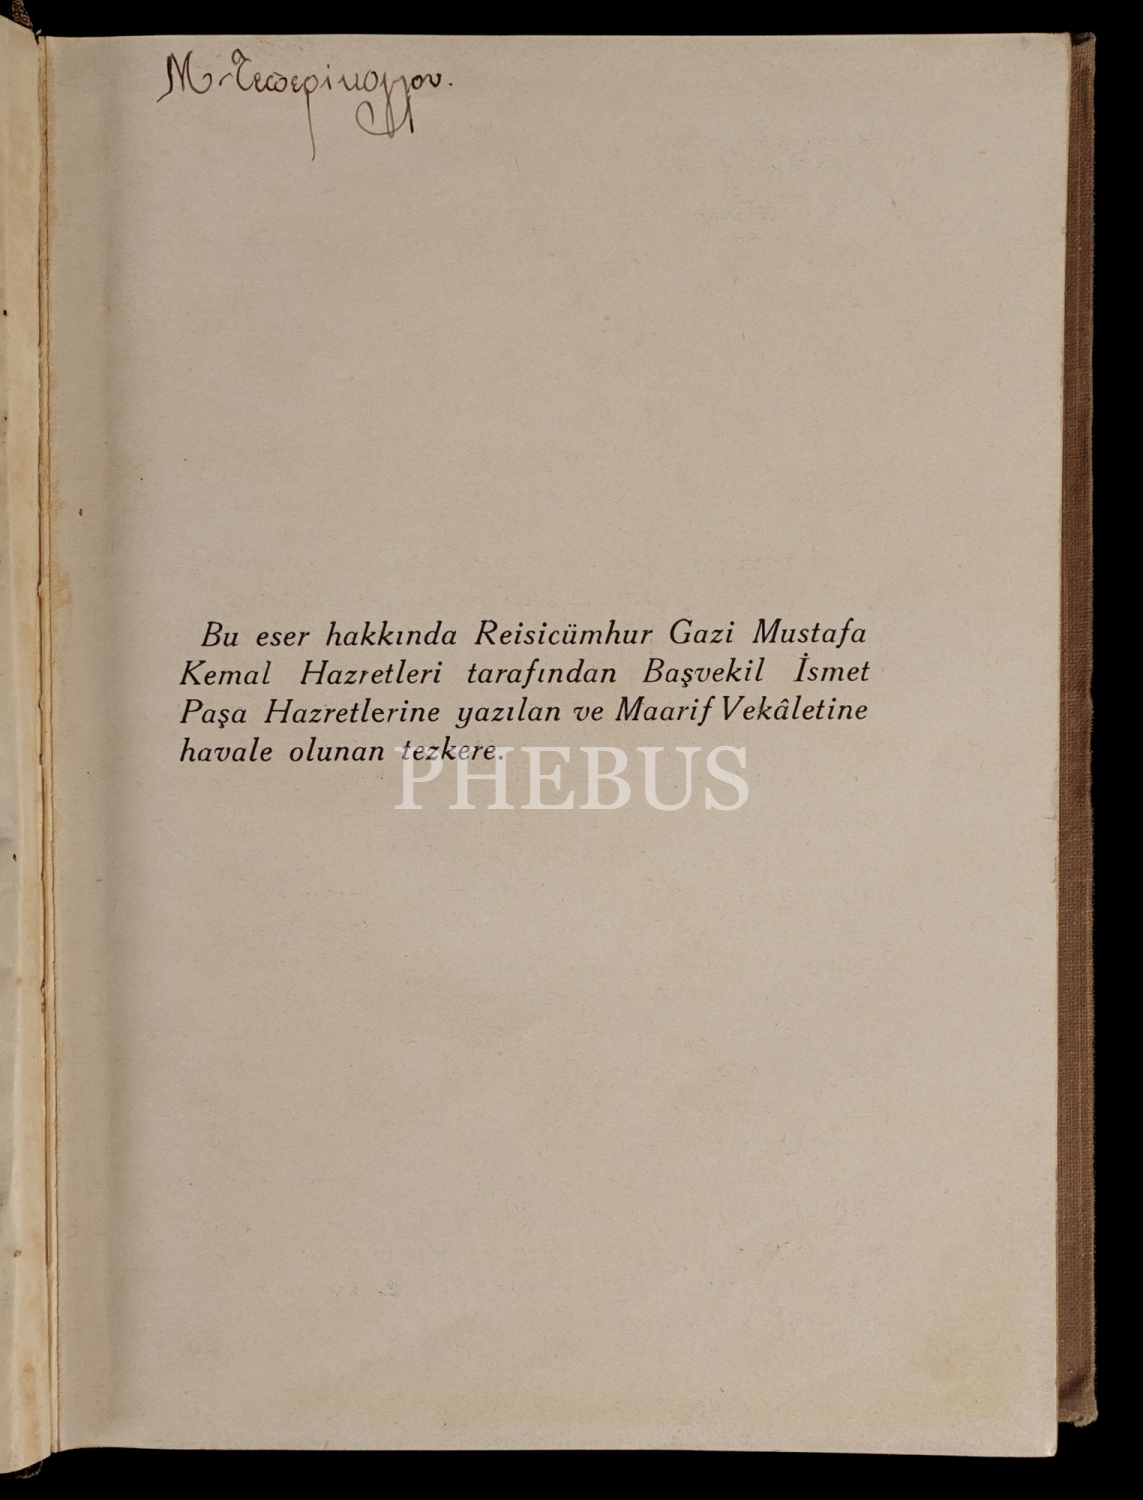 Bu eser hakkında Reisicümhur Gazi Mustafa
Kemal Hazretleri tarafından Başvekil İsmet
Paşa Hazretlerine yazılan ve Maarif Vekâletine
havale olunan tezkere.
PHEBUS